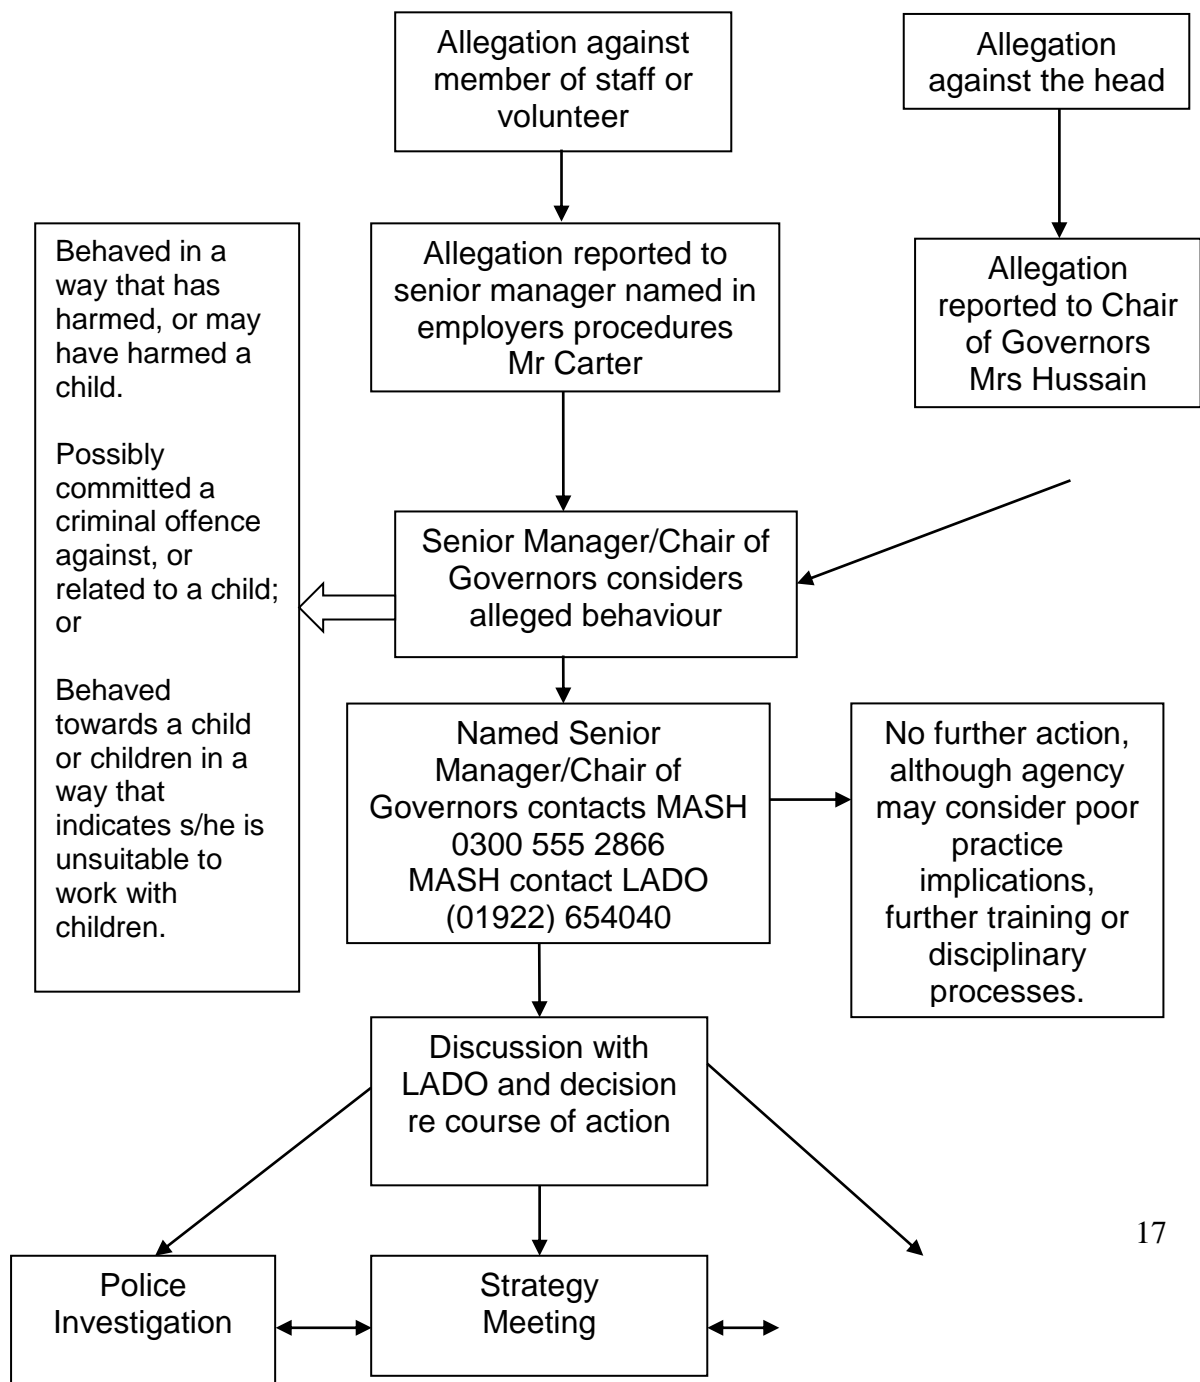 Allegation against
member of staff or
volunteer
Allegation
against the head
Behaved in a
way that has
harmed, or may
have harmed a
child.
Possibly
committed a
criminal offence
against, or
related to a child;
or
Behaved
towards a child
or children in a
way that
indicates s/he is
unsuitable to
work with
children.
Allegation reported to
senior manager named in
employers procedures
Mr Carter
Allegation
reported to Chair
of Governors
Mrs Hussain
Senior Manager/Chair of
Governors considers
alleged behaviour
Named Senior
Manager/Chair of
Governors contacts MASH
0300 555 2866
MASH contact LADO
(01922) 654040
No further action,
although agency
may consider poor
practice
implications,
further training or
disciplinary
processes.
Discussion with
LADO and decision
re course of action
17
Police
Investigation
Strategy
Meeting